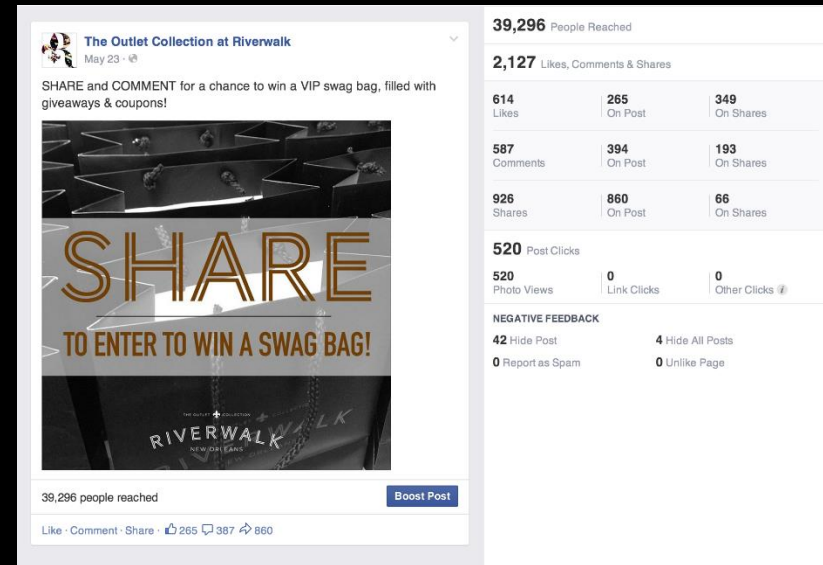 The Outlet Collection at Riverwalk
May 23
SHARE and COMMENT for a chance to win a VIP swag bag, filled with
giveaways & coupons!
SHARE
TO ENTER TO WIN A SWAG BAG!
THE OUTLET COLLECTION
RIVERWALK
NEW ORLEANS
39,296 people reached
Boost Post
Like · Comment · Share · 265 387 860
39,296 People Reached
2,127 Likes, Comments & Shares
614 265 349
Likes On Post On Shares
587 394 193
Comments On Post On Shares
926 860 66
Shares On Post On Shares
520 Post Clicks
520 0 0
Photo Views Link Clicks Other Clicks i
NEGATIVE FEEDBACK
42 Hide Post 4 Hide All Posts
0 Report as Spam 0 Unlike Page